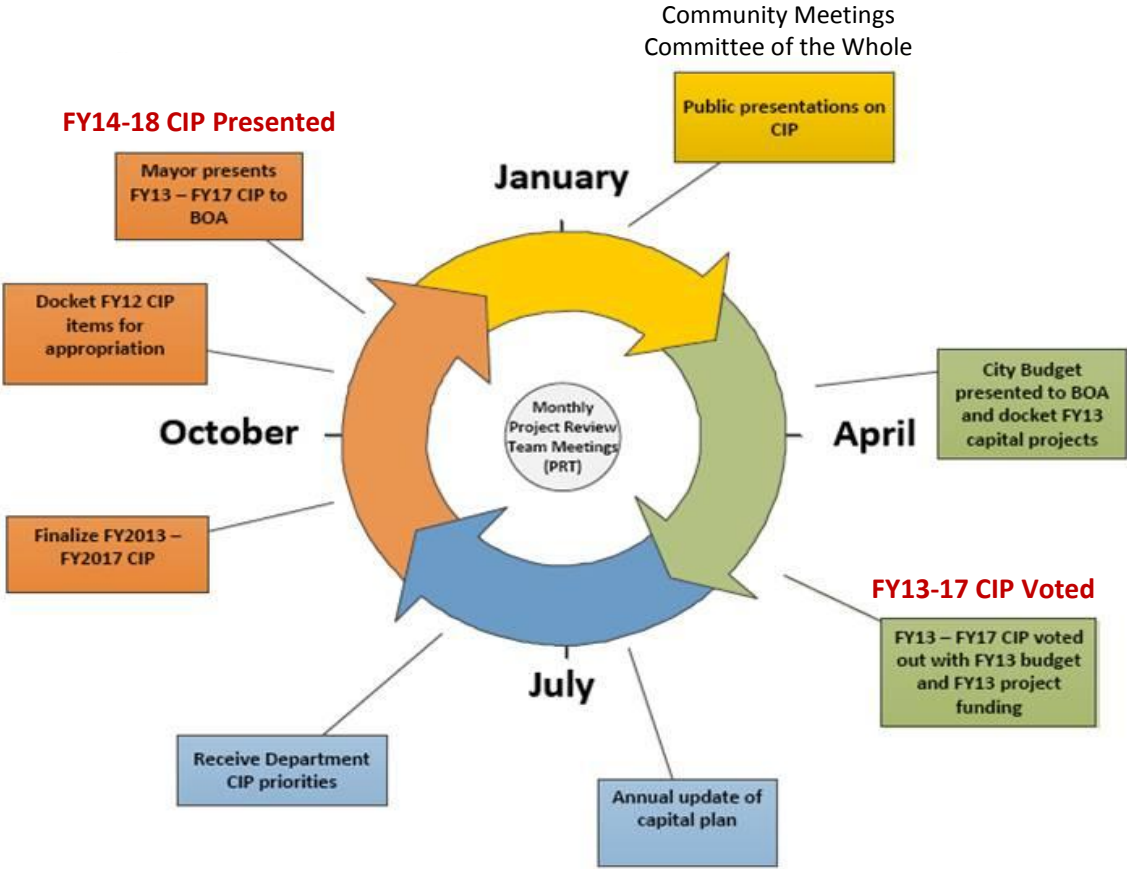 Community Meetings
Committee of the Whole
Public presentations on
CIP
FY14-18 CIP Presented
Mayor presents
FY13 – FY17 CIP to
BOA
January
Docket FY12 CIP
items for
appropriation
City Budget
presented to BOA
and docket FY13
capital projects
Monthly
Project Review
Team Meetings
(PRT)
October
April
Finalize FY2013 –
FY2017 CIP
FY13-17 CIP Voted
FY13 – FY17 CIP voted
out with FY13 budget
and FY13 project
funding
July
Receive Department
CIP priorities
Annual update of
capital plan